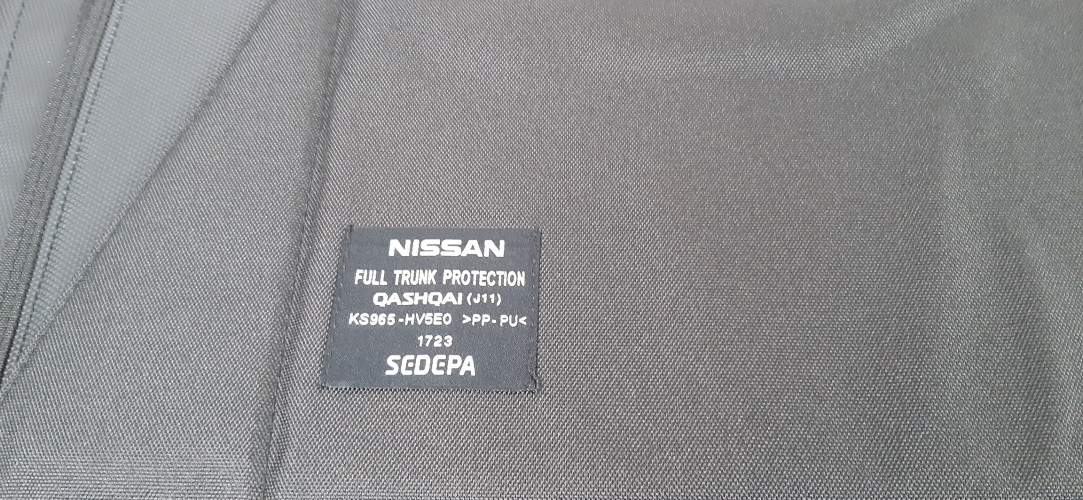 NISSAN
FULL TRUNK PROTECTION
QASHQAI (J11)
KS965-HV5E0 >PP-PU<
1723
SEDEPA